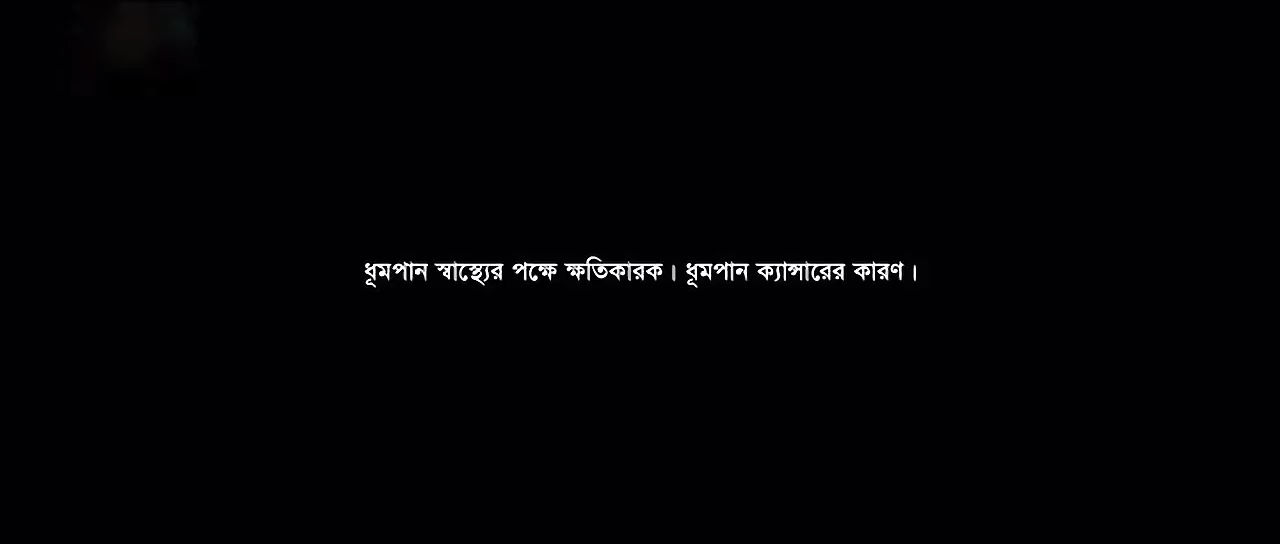 ধূমপান স্বাস্থ্যের পক্ষে ক্ষতিকারক। ধূমপান ক্যান্সারের কারণ।